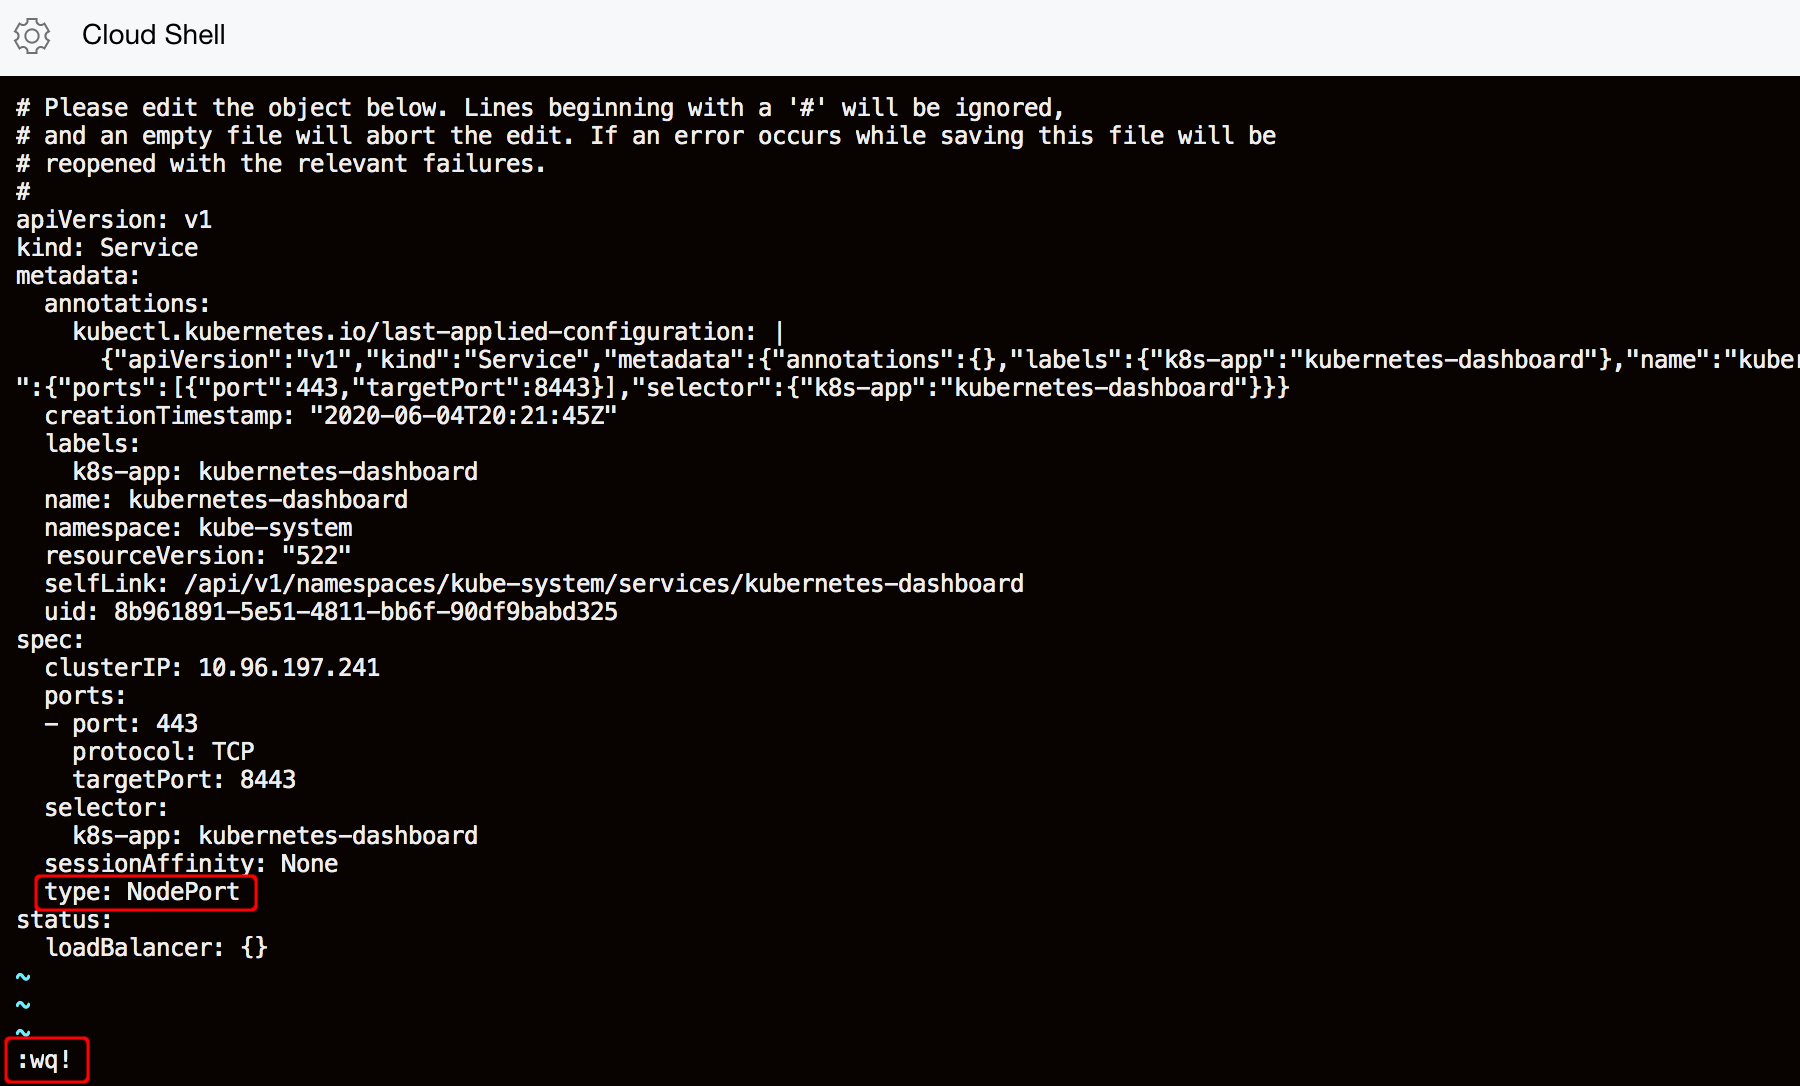 Cloud Shell
# Please edit the object below. Lines beginning with a '#' will be ignored,
# and an empty file will abort the edit. If an error occurs while saving this file will be
# reopened with the relevant failures.
#
apiVersion: v1
kind: Service
metadata:
  annotations:
    kubectl.kubernetes.io/last-applied-configuration: |
      {"apiVersion":"v1","kind":"Service","metadata":{"annotations":{},"labels":{"k8s-app":"kubernetes-dashboard"},"name":"kuber
":{"ports":[{"port":443,"targetPort":8443}],"selector":{"k8s-app":"kubernetes-dashboard"}}}
  creationTimestamp: "2020-06-04T20:21:45Z"
  labels:
    k8s-app: kubernetes-dashboard
  name: kubernetes-dashboard
  namespace: kube-system
  resourceVersion: "522"
  selfLink: /api/v1/namespaces/kube-system/services/kubernetes-dashboard
  uid: 8b961891-5e51-4811-bb6f-90df9babd325
spec:
  clusterIP: 10.96.197.241
  ports:
  - port: 443
    protocol: TCP
    targetPort: 8443
  selector:
    k8s-app: kubernetes-dashboard
  sessionAffinity: None
  type: NodePort
status:
  loadBalancer: {}
~
~
~
:wq!